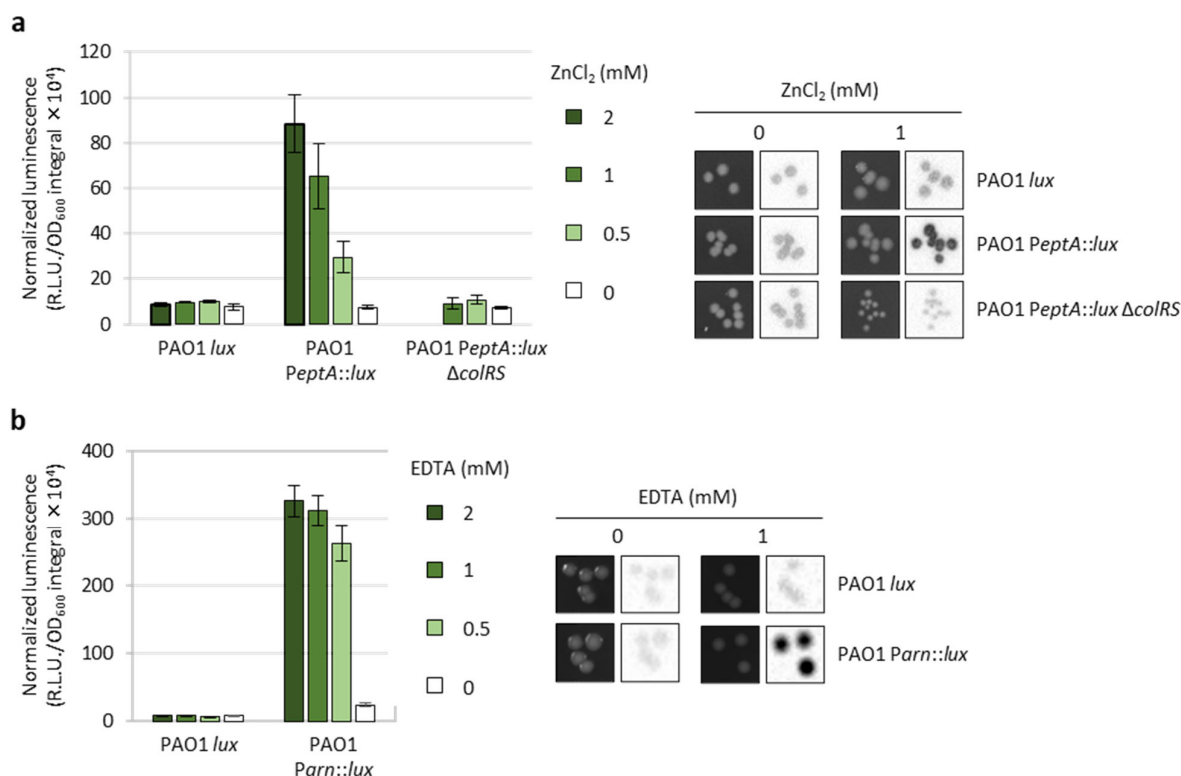 a
120
100
80
60
40
20
0
Normalized luminescence
(R.L.U./OD₆₀₀ integral ×10⁴)
PAO1 lux
PAO1
PeptA::lux
PAO1 PeptA::lux
ΔcolRS
ZnCl₂ (mM)
2
1
0.5
0
ZnCl₂ (mM)
0 1
PAO1 lux
PAO1 PeptA::lux
PAO1 PeptA::lux ΔcolRS
b
400
300
200
100
0
Normalized luminescence
(R.L.U./OD₆₀₀ integral ×10⁴)
PAO1 lux
PAO1
Parn::lux
EDTA (mM)
2
1
0.5
0
EDTA (mM)
0 1
PAO1 lux
PAO1 Parn::lux